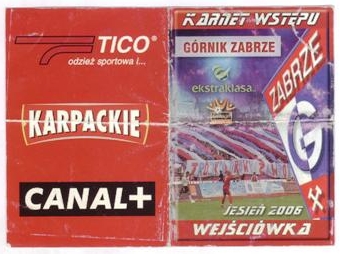 TICO®
odzież sportowa i...
KARPACKIE
CANAL+
KARNET WSTĘPU
GÓRNIK ZABRZE
ekstraklasa
ZABRZE
G
JESIEŃ 2006
WEJŚCIÓWKA